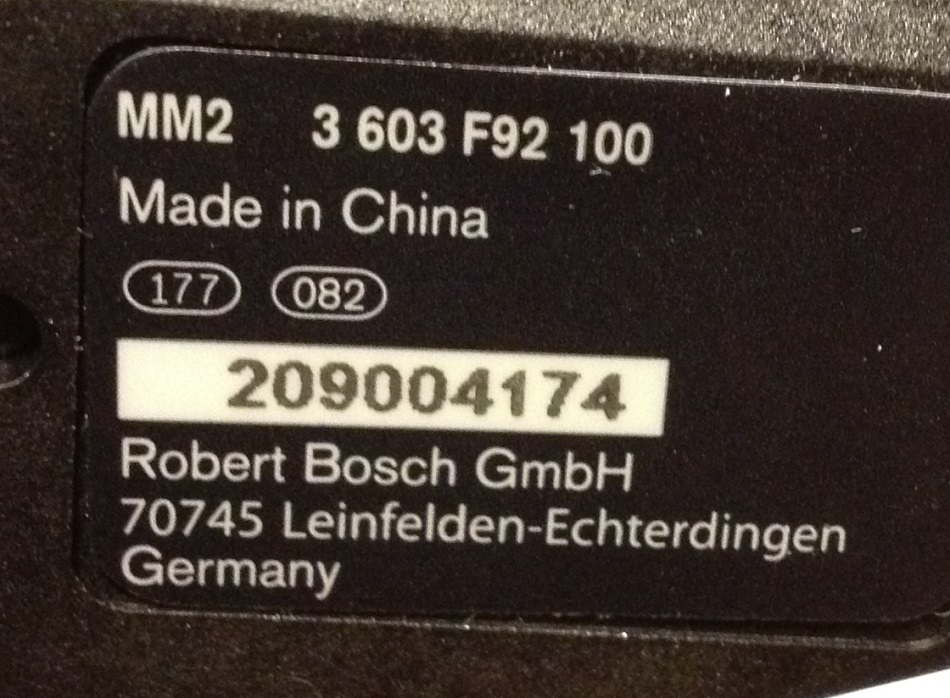 MM2 3 603 F92 100
Made in China
177 082
209004174
Robert Bosch GmbH
70745 Leinfelden-Echterdingen
Germany